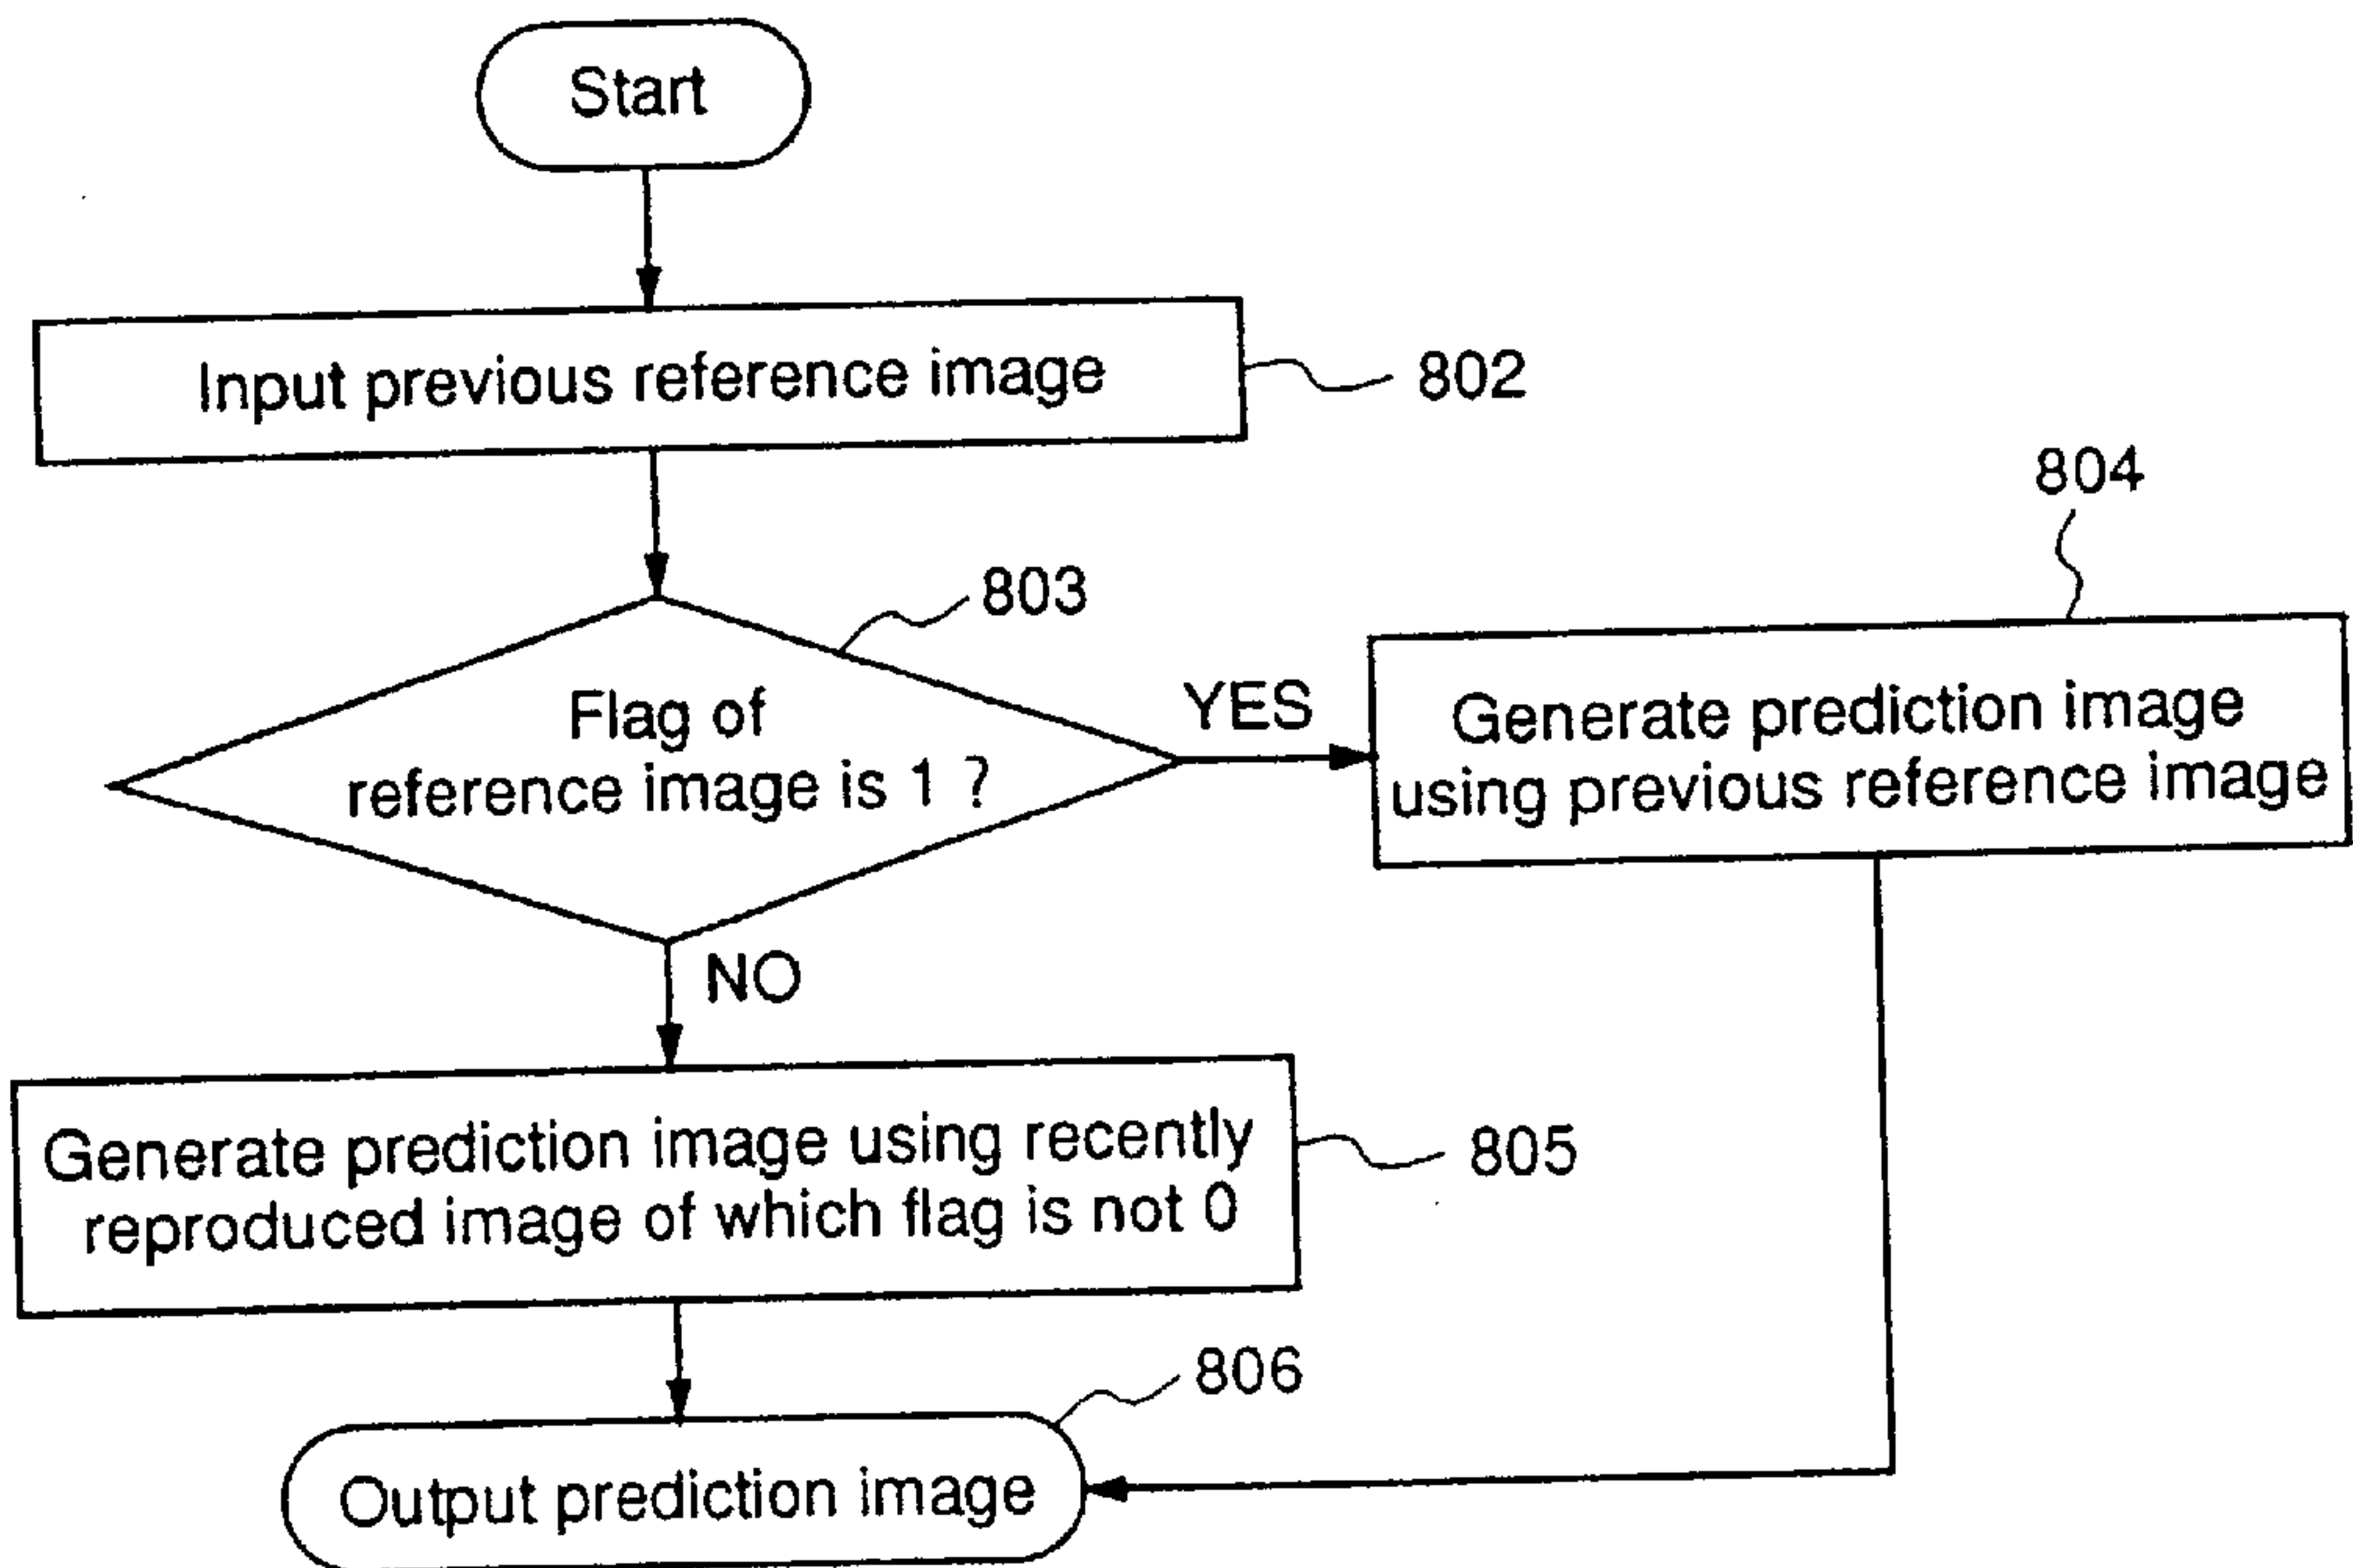 Start
Input previous reference image
802
804
803
Flag of
reference image is 1 ?
YES
Generate prediction image
using previous reference image
NO
Generate prediction image using recently
reproduced image of which flag is not 0
805
806
Output prediction image